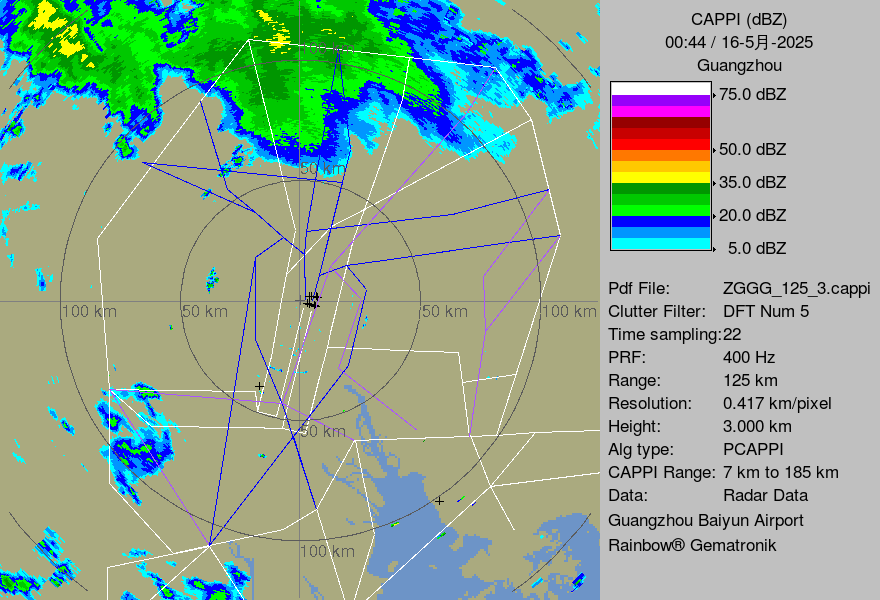 CAPPI (dBZ)
00:44 / 16-5月-2025
Guangzhou
75.0 dBZ
50.0 dBZ
35.0 dBZ
20.0 dBZ
5.0 dBZ
Pdf File: ZGGG_125_3.cappi
Clutter Filter: DFT Num 5
Time sampling:22
PRF: 400 Hz
Range: 125 km
Resolution: 0.417 km/pixel
Height: 3.000 km
Alg type: PCAPPI
CAPPI Range: 7 km to 185 km
Data: Radar Data
Guangzhou Baiyun Airport
Rainbow® Gematronik
50 km
100 km
50 km
50 km
100 km
50 km
100 km